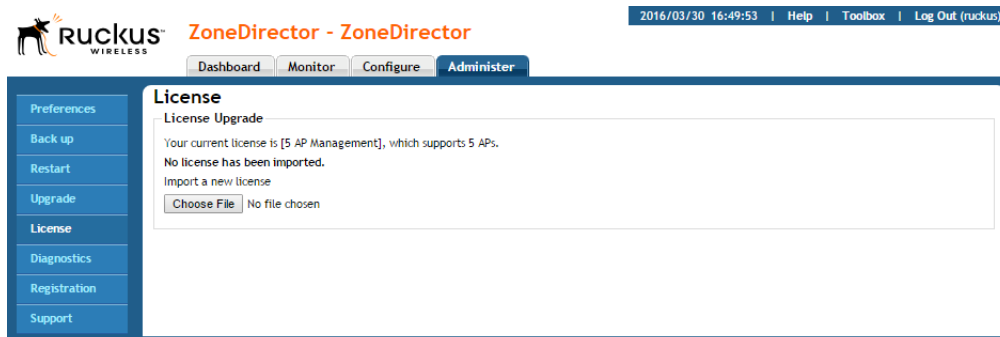 2016/03/30 16:49:53 | Help | Toolbox | Log Out (ruckus)
RUCKUS™
WIRELESS
ZoneDirector - ZoneDirector
Dashboard Monitor Configure Administer
Preferences
Back up
Restart
Upgrade
License
Diagnostics
Registration
Support
License
License Upgrade
Your current license is [5 AP Management], which supports 5 APs.
No license has been imported.
Import a new license
Choose File No file chosen